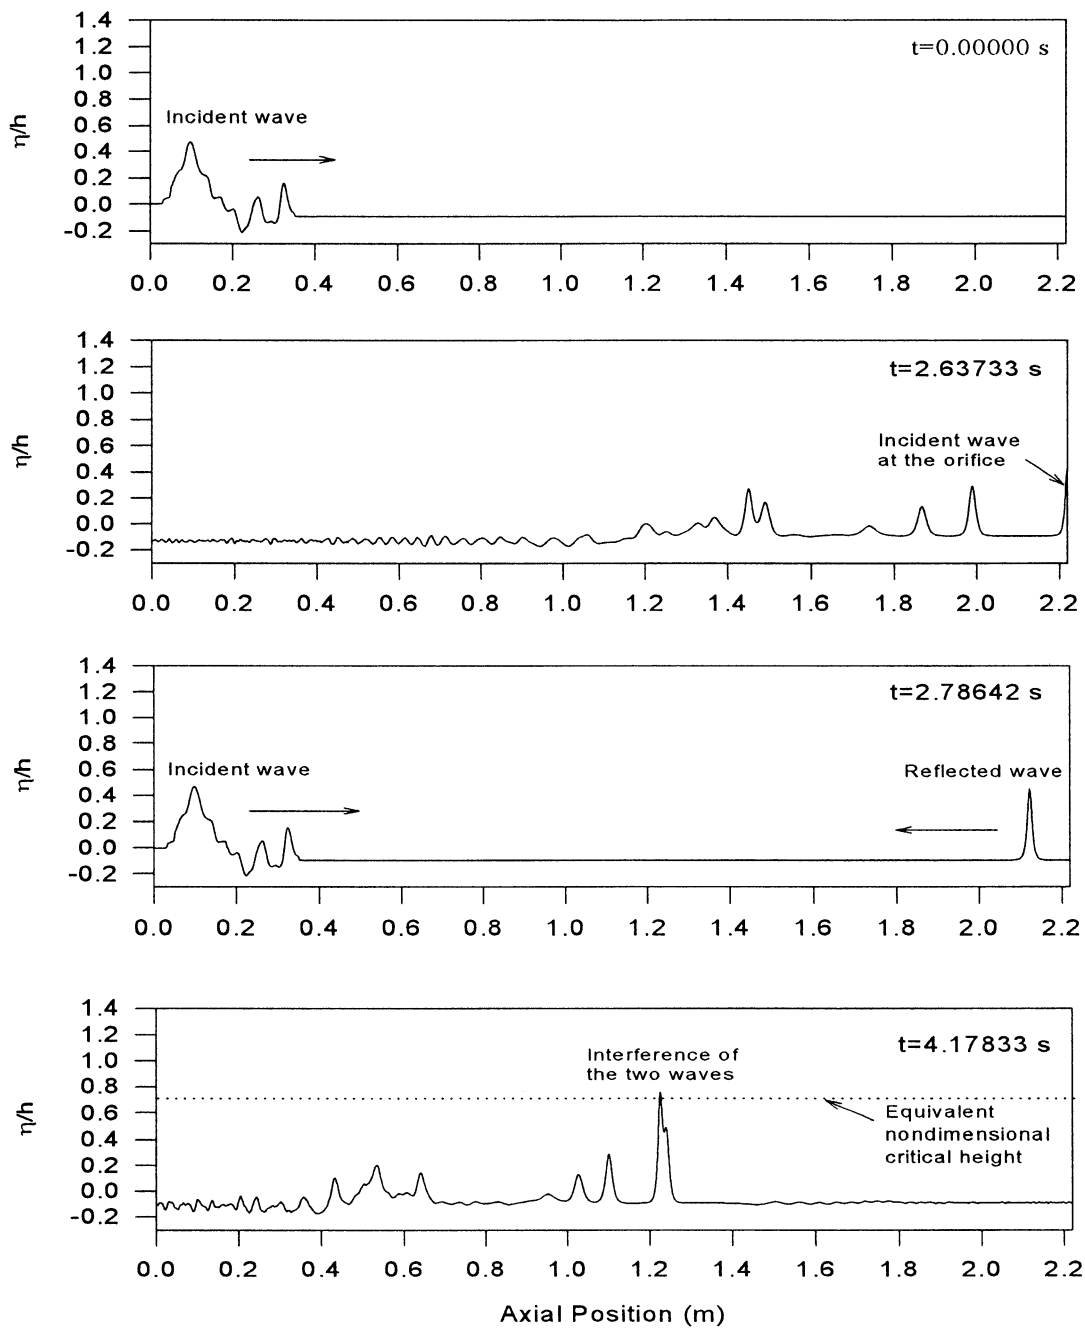 1.4
1.2
1.0
0.8
0.6
0.4
0.2
0.0
-0.2
η/h
t=0.00000 s
Incident wave
0.0 0.2 0.4 0.6 0.8 1.0 1.2 1.4 1.6 1.8 2.0 2.2
1.4
1.2
1.0
0.8
0.6
0.4
0.2
0.0
-0.2
η/h
t=2.63733 s
Incident wave
at the orifice
0.0 0.2 0.4 0.6 0.8 1.0 1.2 1.4 1.6 1.8 2.0 2.2
1.4
1.2
1.0
0.8
0.6
0.4
0.2
0.0
-0.2
η/h
t=2.78642 s
Incident wave
Reflected wave
0.0 0.2 0.4 0.6 0.8 1.0 1.2 1.4 1.6 1.8 2.0 2.2
1.4
1.2
1.0
0.8
0.6
0.4
0.2
0.0
-0.2
η/h
t=4.17833 s
Interference of
the two waves
Equivalent
nondimensional
critical height
0.0 0.2 0.4 0.6 0.8 1.0 1.2 1.4 1.6 1.8 2.0 2.2
Axial Position (m)